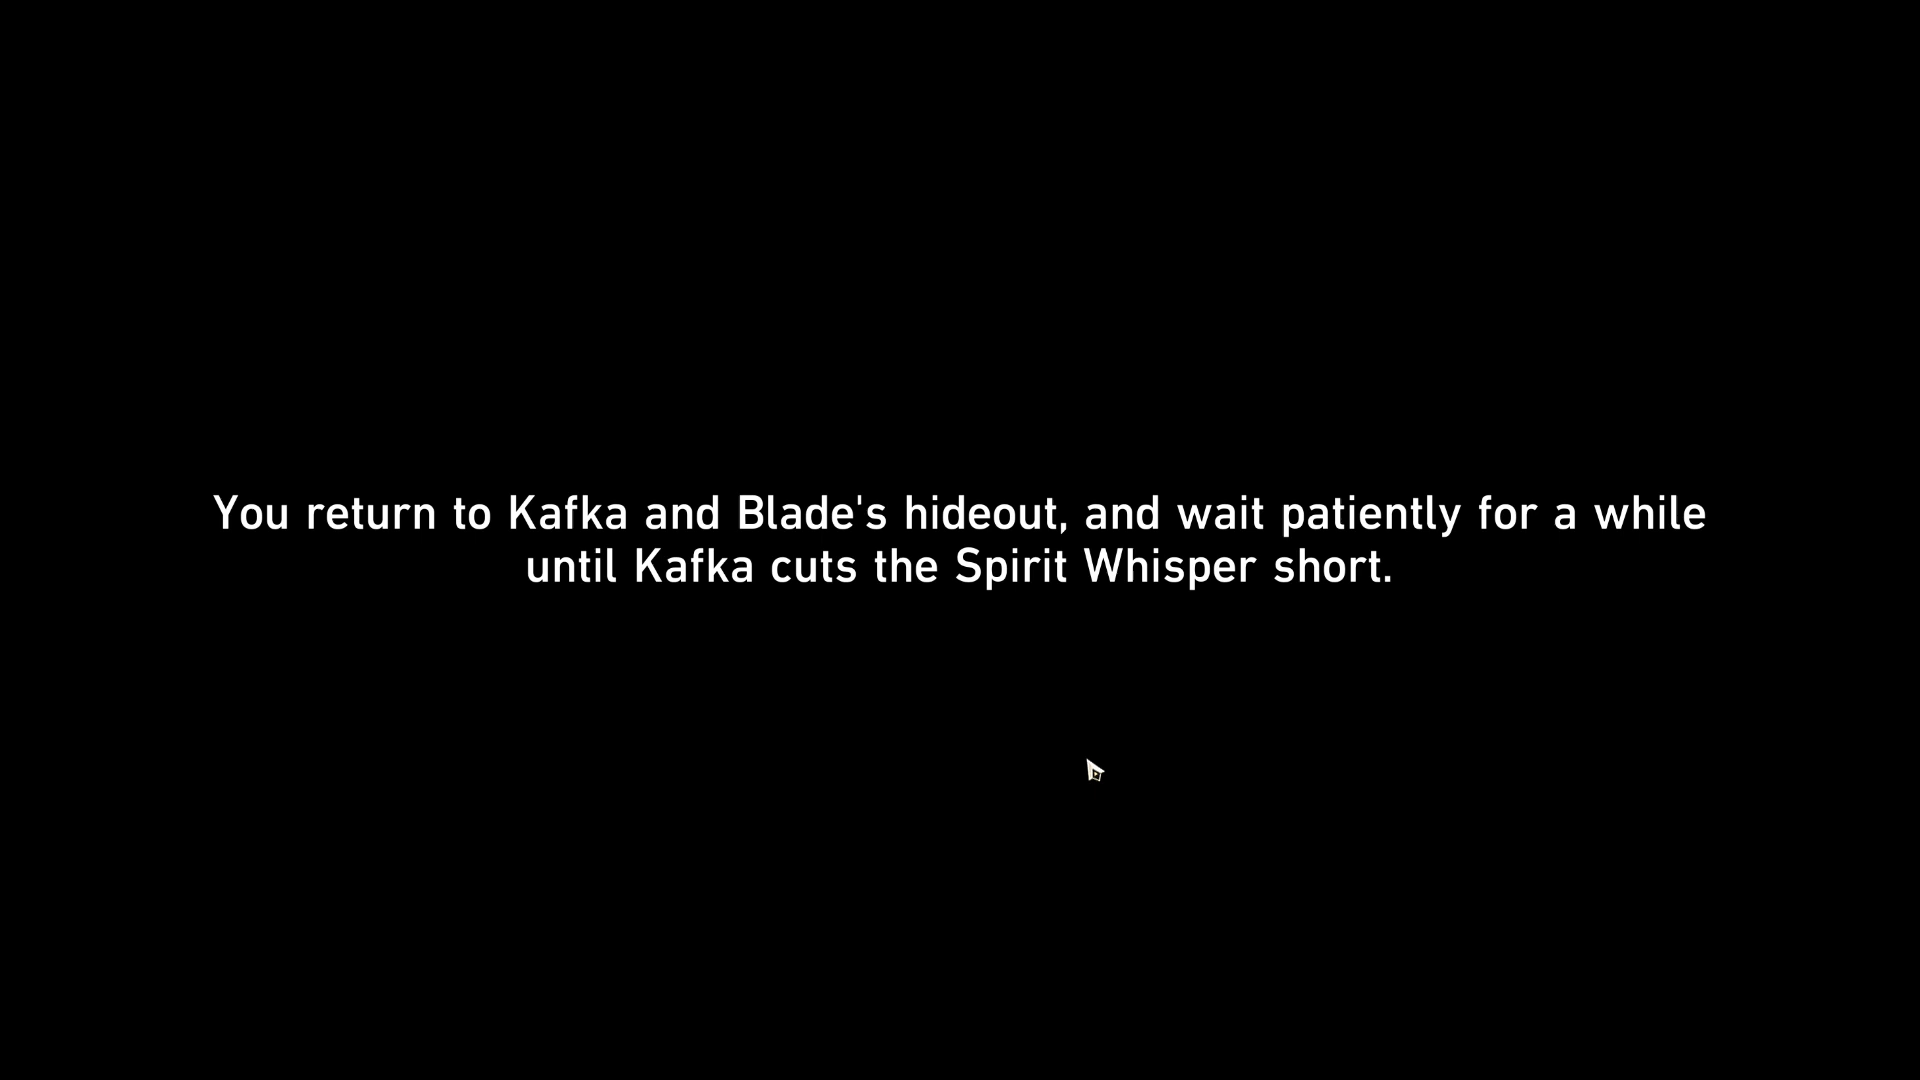 You return to Kafka and Blade's hideout, and wait patiently for a while
until Kafka cuts the Spirit Whisper short.